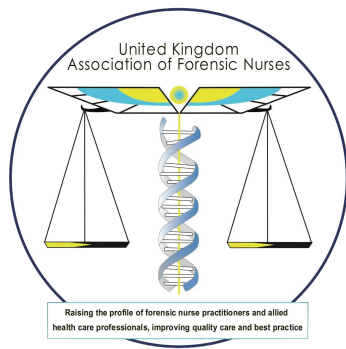 United Kingdom
Association of Forensic Nurses
Raising the profile of forensic nurse practitioners and allied
health care professionals, improving quality care and best practice